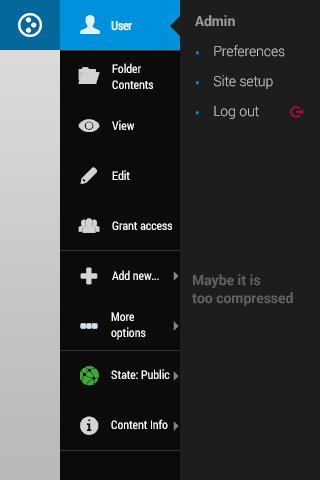 User
Folder
Contents
View
Edit
Grant access
Add new...
More
options
State: Public
Content Info
Admin
Preferences
Site setup
Log out
Maybe it is
too compressed